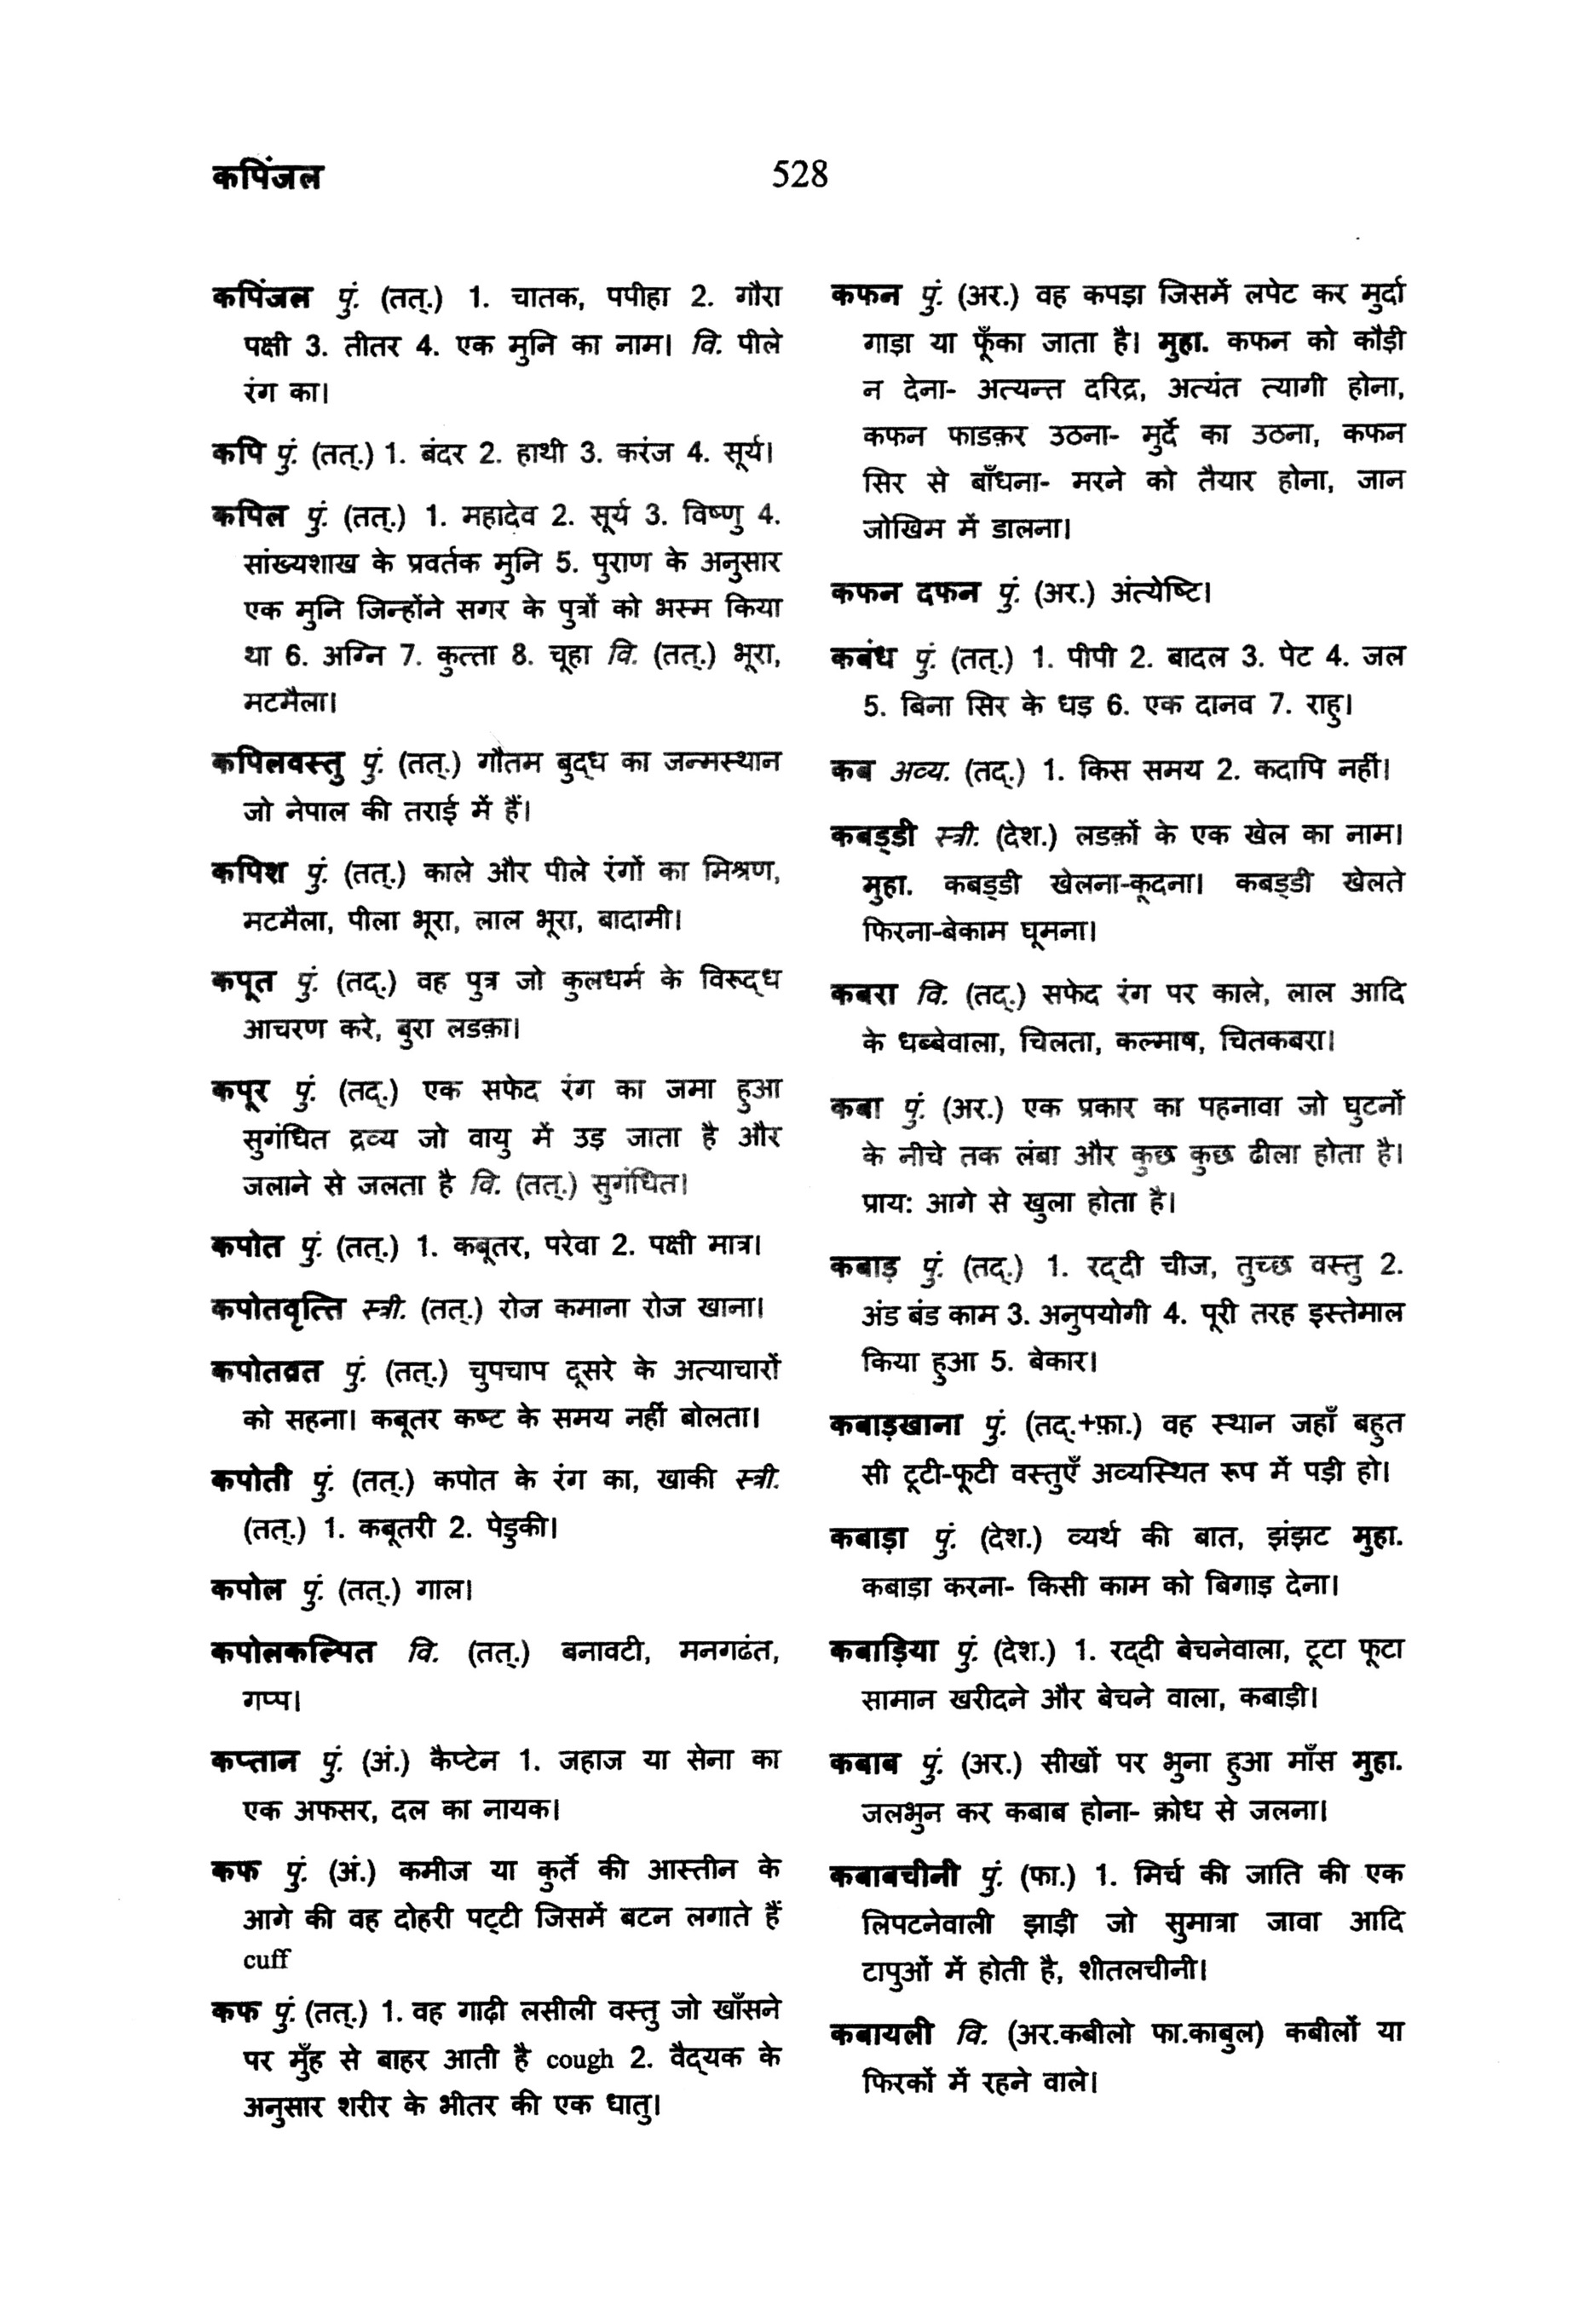 कपिंजल
528
कपिंजल पुं. (तत्.) 1. चातक, पपीहा 2. गौरा
पक्षी 3. तीतर 4. एक मुनि का नाम। वि. पीले
रंग का।
कपि पुं. (तत्.) 1. बंदर 2. हाथी 3. करंज 4. सूर्य।
कपिल पुं. (तत्.) 1. महादेव 2. सूर्य 3. विष्णु 4.
सांख्यशाख के प्रवर्तक मुनि 5. पुराण के अनुसार
एक मुनि जिन्होंने सगर के पुत्रों को भस्म किया
था 6. अग्नि 7. कुत्ता 8. चूहा वि. (तत्.) भूरा,
मटमैला।
कपिलवस्तु पुं. (तत्.) गौतम बुद्ध का जन्मस्थान
जो नेपाल की तराई में हैं।
कपिश पुं. (तत्.) काले और पीले रंगों का मिश्रण,
मटमैला, पीला भूरा, लाल भूरा, बादामी।
कपूत पुं. (तद्.) वह पुत्र जो कुलधर्म के विरूद्ध
आचरण करे, बुरा लडक़ा।
कपूर पुं. (तद्.) एक सफेद रंग का जमा हुआ
सुगंधित द्रव्य जो वायु में उड़ जाता है और
जलाने से जलता है वि. (तत्.) सुगंधित।
कपोत पुं. (तत्.) 1. कबूतर, परेवा 2. पक्षी मात्र।
कपोतवृत्ति स्त्री. (तत्.) रोज कमाना रोज खाना।
कपोतव्रत पुं. (तत्.) चुपचाप दूसरे के अत्याचारों
को सहना। कबूतर कष्ट के समय नहीं बोलता।
कपोती पुं. (तत्.) कपोत के रंग का, खाकी स्त्री.
(तत्.) 1. कबूतरी 2. पेडुकी।
कपोल पुं. (तत्.) गाल।
कपोलकल्पित वि. (तत्.) बनावटी, मनगढंत,
गप्प।
कप्तान पुं. (अं.) कैप्टेन 1. जहाज या सेना का
एक अफसर, दल का नायक।
कफ पुं. (अं.) कमीज या कुर्ते की आस्तीन के
आगे की वह दोहरी पट्टी जिसमें बटन लगाते हैं
cuff
कफ पुं. (तत्.) 1. वह गाढ़ी लसीली वस्तु जो खाँसने
पर मुँह से बाहर आती है cough 2. वैद्यक के
अनुसार शरीर के भीतर की एक धातु।
कफन पुं. (अर.) वह कपड़ा जिसमें लपेट कर मुर्दा
गाड़ा या फूँका जाता है। मुहा. कफन को कौड़ी
न देना- अत्यन्त दरिद्र, अत्यंत त्यागी होना,
कफन फाडक़र उठना- मुर्दे का उठना, कफन
सिर से बाँधना- मरने को तैयार होना, जान
जोखिम में डालना।
कफन दफन पुं. (अर.) अंत्येष्टि।
कबंध पुं. (तत्.) 1. पीपी 2. बादल 3. पेट 4. जल
5. बिना सिर के धड़ 6. एक दानव 7. राहु।
कब अव्य. (तद्.) 1. किस समय 2. कदापि नहीं।
कबड्डी स्त्री. (देश.) लडक़ों के एक खेल का नाम।
मुहा. कबड्डी खेलना-कूदना। कबड्डी खेलते
फिरना-बेकाम घूमना।
कबरा वि. (तद्.) सफेद रंग पर काले, लाल आदि
के धब्बेवाला, चिलता, कल्माष, चितकबरा।
कबा पुं. (अर.) एक प्रकार का पहनावा जो घुटनों
के नीचे तक लंबा और कुछ कुछ ढीला होता है।
प्राय: आगे से खुला होता है।
कबाड़ पुं. (तद्.) 1. रद्दी चीज, तुच्छ वस्तु 2.
अंड बंड काम 3. अनुपयोगी 4. पूरी तरह इस्तेमाल
किया हुआ 5. बेकार।
कबाड़खाना पुं. (तद्.+फ़ा.) वह स्थान जहाँ बहुत
सी टूटी-फूटी वस्तुएँ अव्यस्थित रूप में पड़ी हो।
कबाड़ा पुं. (देश.) व्यर्थ की बात, झंझट मुहा.
कबाड़ा करना- किसी काम को बिगाड़ देना।
कबाड़िया पुं. (देश.) 1. रद्दी बेचनेवाला, टूटा फूटा
सामान खरीदने और बेचने वाला, कबाड़ी।
कबाब पुं. (अर.) सीखों पर भुना हुआ माँस मुहा.
जलभुन कर कबाब होना- क्रोध से जलना।
कबाबचीनी पुं. (फा.) 1. मिर्च की जाति की एक
लिपटनेवाली झाड़ी जो सुमात्रा जावा आदि
टापुओं में होती है, शीतलचीनी।
कबायली वि. (अर.कबीलो फा.काबुल) कबीलों या
फिरकों में रहने वाले।